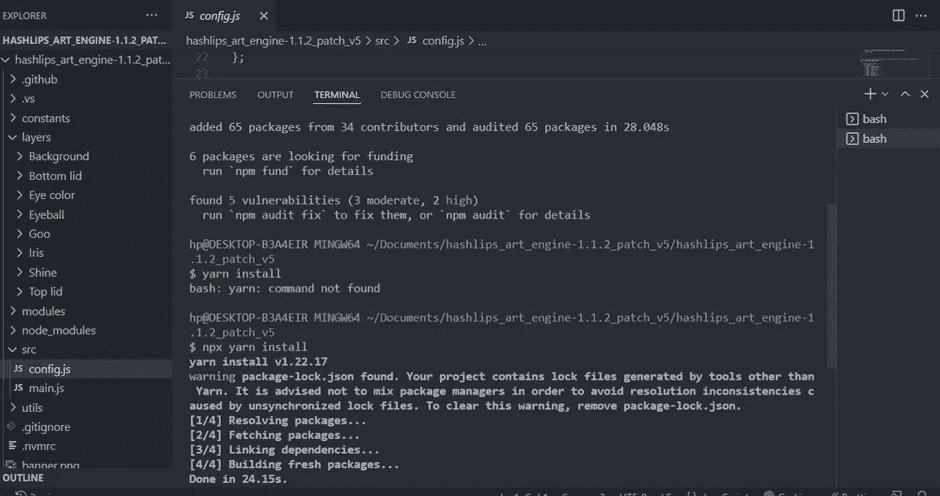 EXPLORER
···
JS config.js ×
HASHLIPS_ART_ENGINE-1.1.2_PAT...
hashlips_art_engine-1.1.2_pat...
.github
.vs
constants
layers
Background
Bottom lid
Eye color
Eyeball
Goo
Iris
Shine
Top lid
modules
node_modules
src
JS config.js
JS main.js
utils
.gitignore
.nvmrc
banner.png
OUTLINE
hashlips_art_engine-1.1.2_patch_v5 > src > JS config.js > ...
22 };
23
PROBLEMS OUTPUT TERMINAL DEBUG CONSOLE
added 65 packages from 34 contributors and audited 65 packages in 28.048s
6 packages are looking for funding
run `npm fund` for details
found 5 vulnerabilities (3 moderate, 2 high)
run `npm audit fix` to fix them, or `npm audit` for details
hp@DESKTOP-B3A4EIR MINGW64 ~/Documents/hashlips_art_engine-1.1.2_patch_v5/hashlips_art_engine-1
.1.2_patch_v5
$ yarn install
bash: yarn: command not found
hp@DESKTOP-B3A4EIR MINGW64 ~/Documents/hashlips_art_engine-1.1.2_patch_v5/hashlips_art_engine-1
.1.2_patch_v5
$ npx yarn install
yarn install v1.22.17
warning package-lock.json found. Your project contains lock files generated by tools other than
Yarn. It is advised not to mix package managers in order to avoid resolution inconsistencies c
aused by unsynchronized lock files. To clear this warning, remove package-lock.json.
[1/4] Resolving packages...
[2/4] Fetching packages...
[3/4] Linking dependencies...
[4/4] Building fresh packages...
Done in 24.15s.
bash
bash